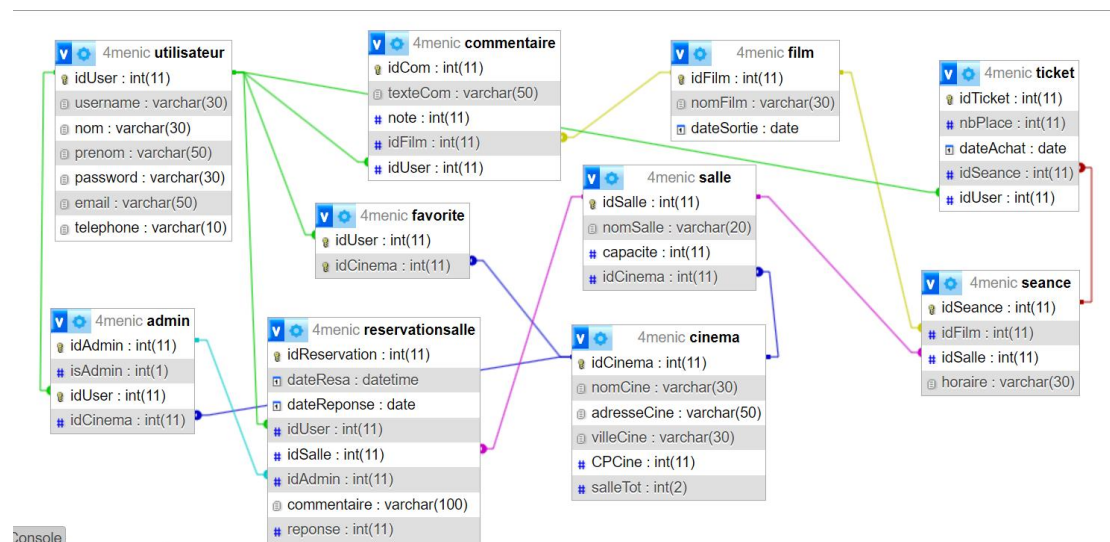 4menic utilisateur
idUser : int(11)
username : varchar(30)
nom : varchar(30)
prenom : varchar(50)
password : varchar(30)
email : varchar(50)
telephone : varchar(10)
4menic commentaire
idCom : int(11)
texteCom : varchar(50)
note : int(11)
idFilm : int(11)
idUser : int(11)
4menic film
idFilm : int(11)
nomFilm : varchar(30)
dateSortie : date
4menic ticket
idTicket : int(11)
nbPlace : int(11)
dateAchat : date
idSeance : int(11)
idUser : int(11)
4menic favorite
idUser : int(11)
idCinema : int(11)
4menic salle
idSalle : int(11)
nomSalle : varchar(20)
capacite : int(11)
idCinema : int(11)
4menic seance
idSeance : int(11)
idFilm : int(11)
idSalle : int(11)
horaire : varchar(30)
4menic admin
idAdmin : int(11)
isAdmin : int(1)
idUser : int(11)
idCinema : int(11)
4menic reservationsalle
idReservation : int(11)
dateResa : datetime
dateReponse : date
idUser : int(11)
idSalle : int(11)
idAdmin : int(11)
commentaire : varchar(100)
reponse : int(11)
4menic cinema
idCinema : int(11)
nomCine : varchar(30)
adresseCine : varchar(50)
villeCine : varchar(30)
CPCine : int(11)
salleTot : int(2)
Console